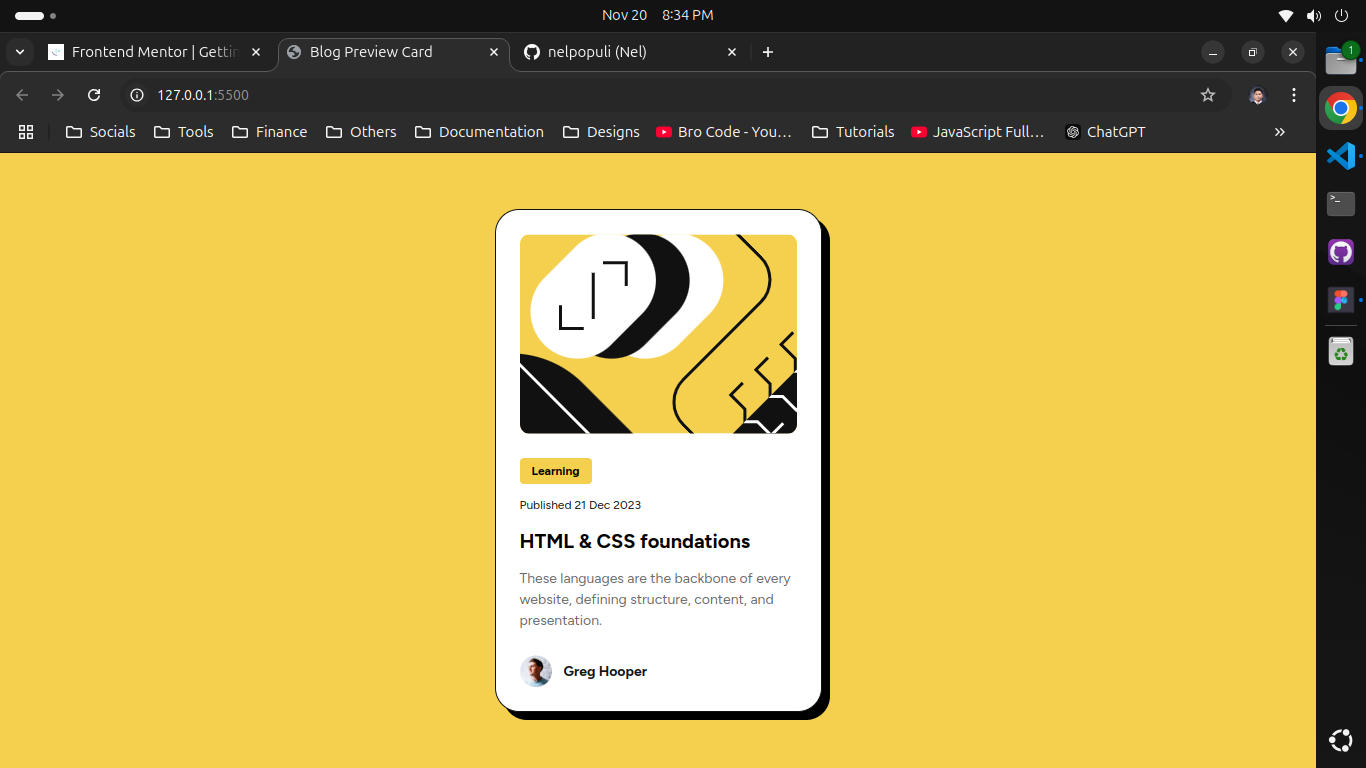 Nov 20 8:34 PM
Frontend Mentor | Gettin
Blog Preview Card
nelpopuli (Nel)
127.0.0.1:5500
Socials
Tools
Finance
Others
Documentation
Designs
Bro Code - You…
Tutorials
JavaScript Full…
ChatGPT
1
>_
Learning
Published 21 Dec 2023
HTML & CSS foundations
These languages are the backbone of every
website, defining structure, content, and
presentation.
Greg Hooper